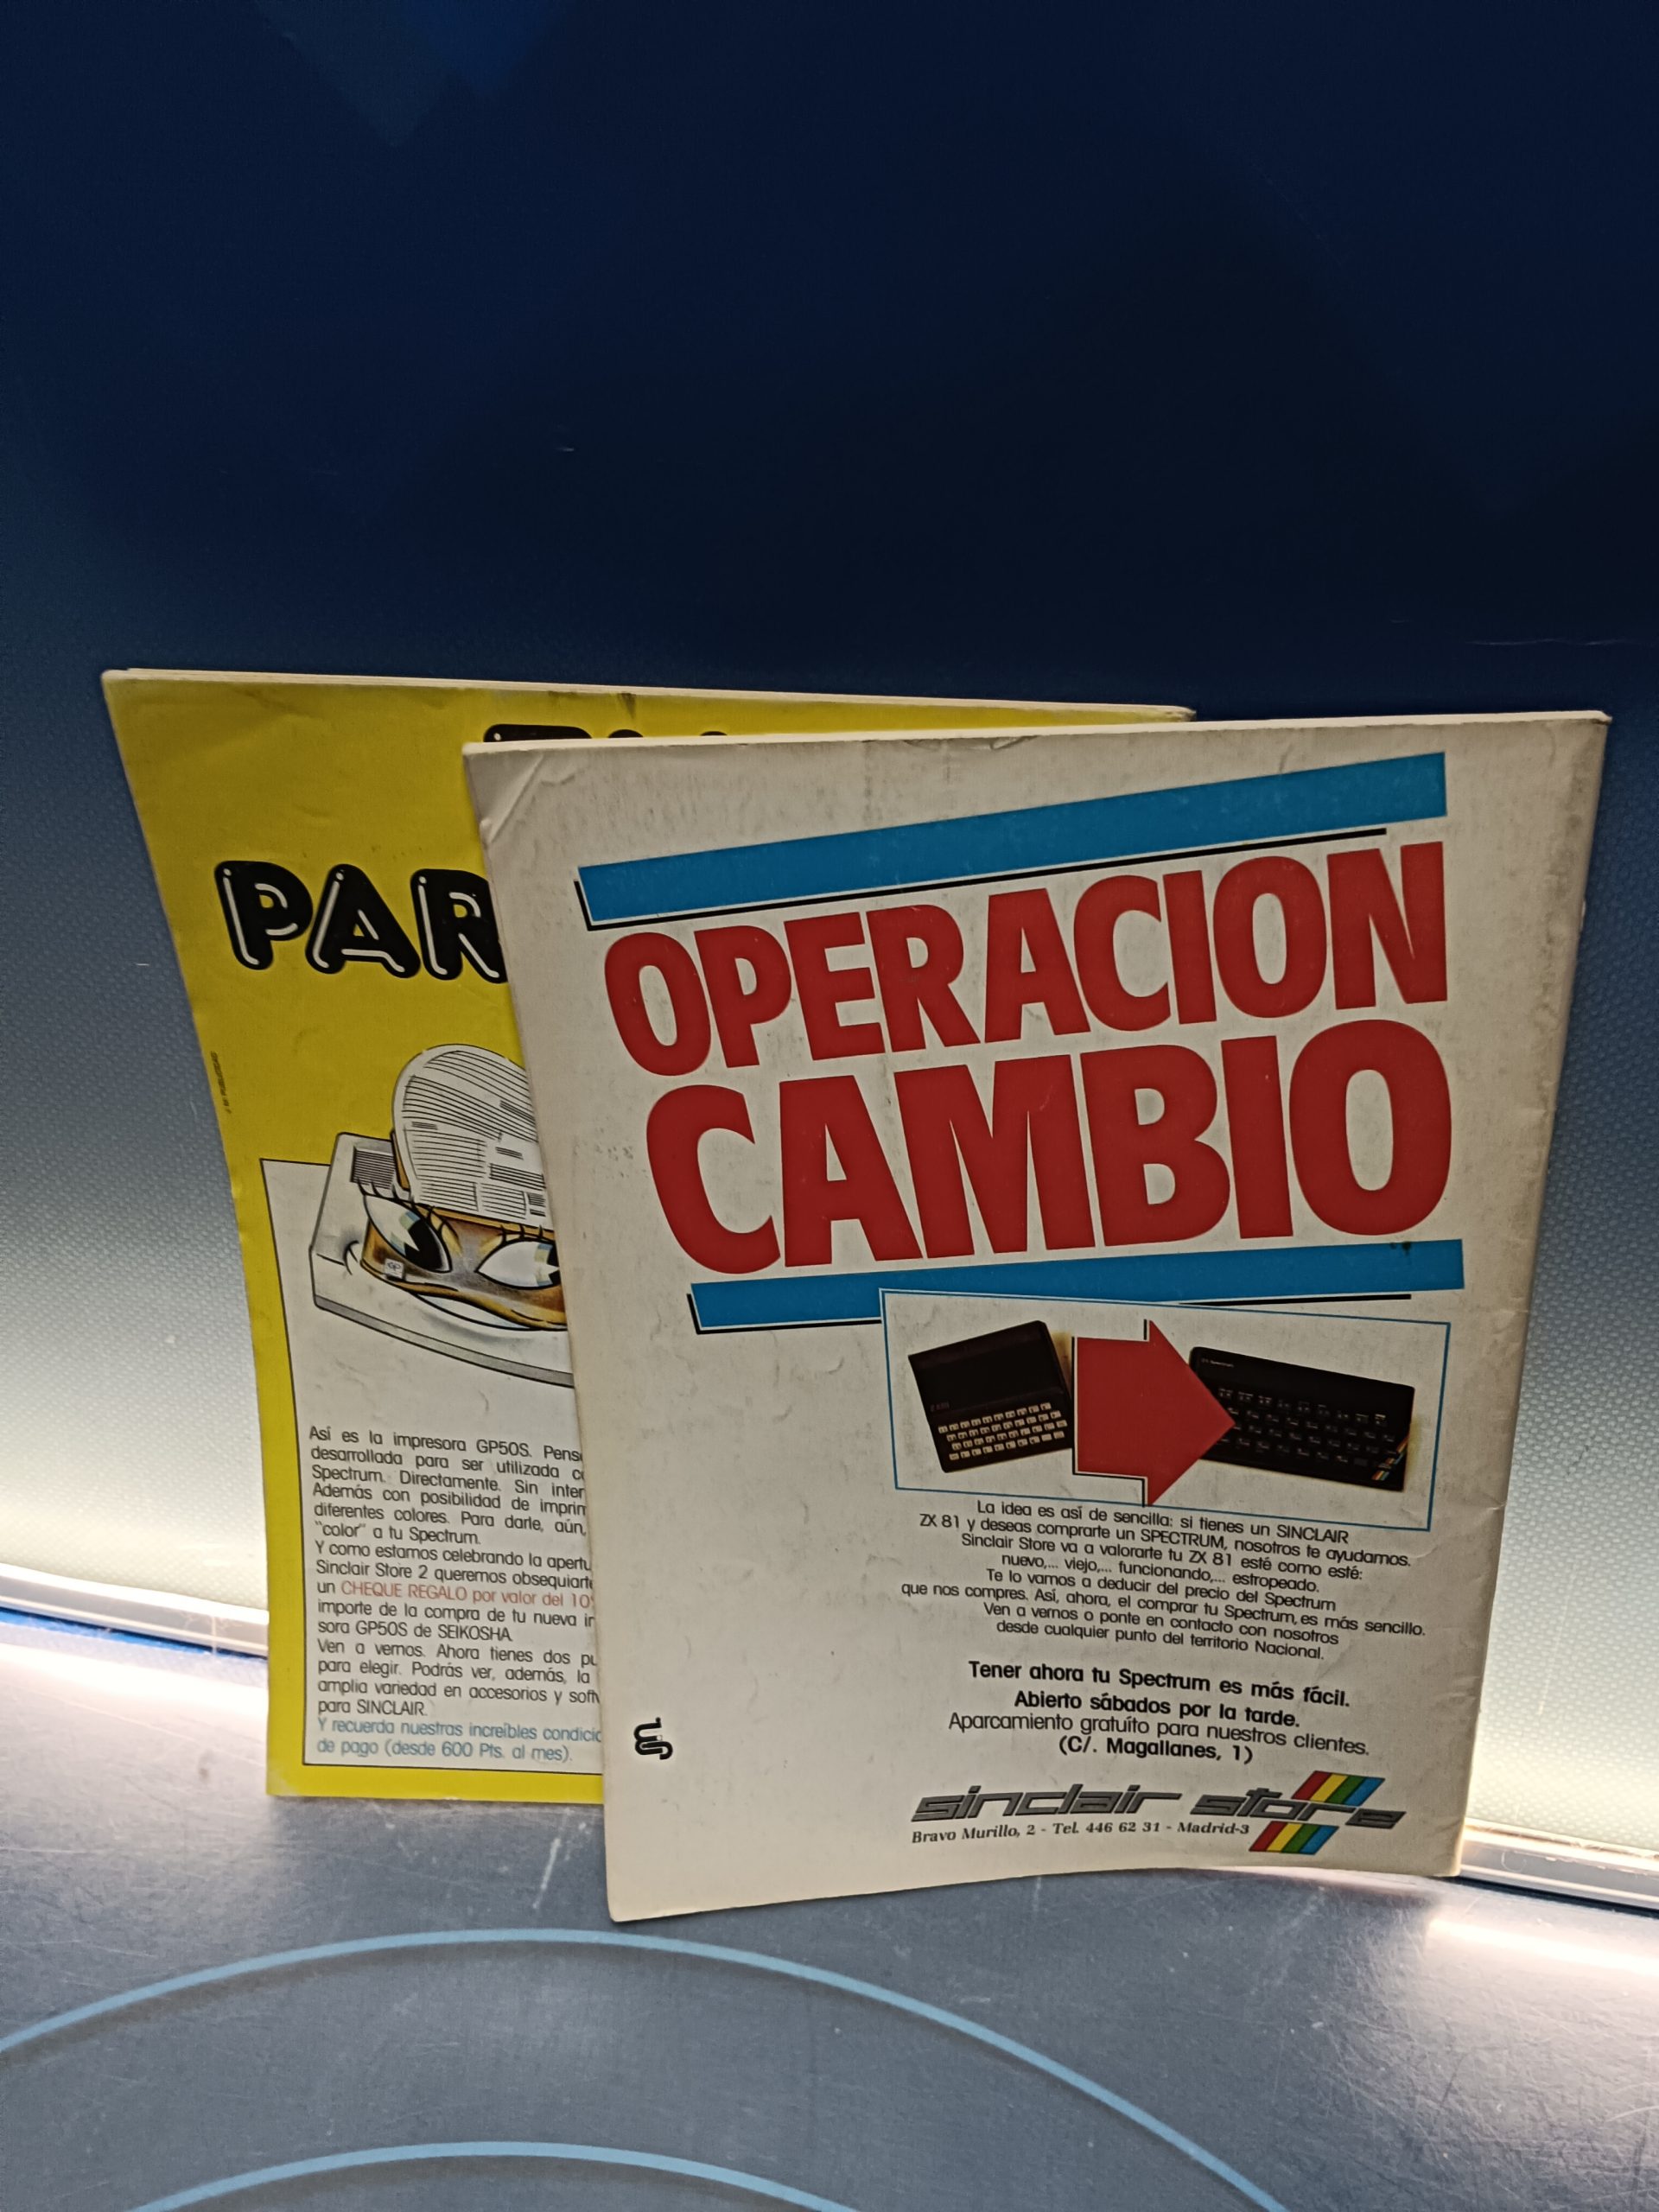 PAR
Así es la impresora GP50S.
desarrollada para ser utilizada
Spectrum. Directamente. Sin
Además con posibilidad de
diferentes colores. Para darle, aún,
"color" a tu Spectrum.
Y como estamos celebrando la
Sinclair Store 2 queremos
un CHEQUE REGALO por valor del
importe de la compra de tu nueva
sora GP50S de SEIKOSHA.
Ven a vernos. Ahora tienes dos
para elegir. Podrás ver, además, la
amplia variedad en accesorios y
para SINCLAIR.
Y recuerda nuestras increíbles
de pago (desde 600 Pts. al mes).
OPERACION
CAMBIO
La idea es así de sencilla: si tienes un SINCLAIR
ZX 81 y deseas comprarte un SPECTRUM, nosotros te ayudamos.
Sinclair Store va a valorarte tu ZX 81 esté como esté:
nuevo,... viejo,... funcionando,... estropeado.
Te lo vamos a deducir del precio del Spectrum
que nos compres. Así, ahora, el comprar tu Spectrum, es más sencillo.
Ven a vernos o ponte en contacto con nosotros
desde cualquier punto del territorio Nacional.
Tener ahora tu Spectrum es más fácil.
Abierto sábados por la tarde.
Aparcamiento gratuíto para nuestros clientes.
(C/. Magallanes, 1)
sinclair store
Bravo Murillo, 2 - Tel. 446 62 31 - Madrid-3